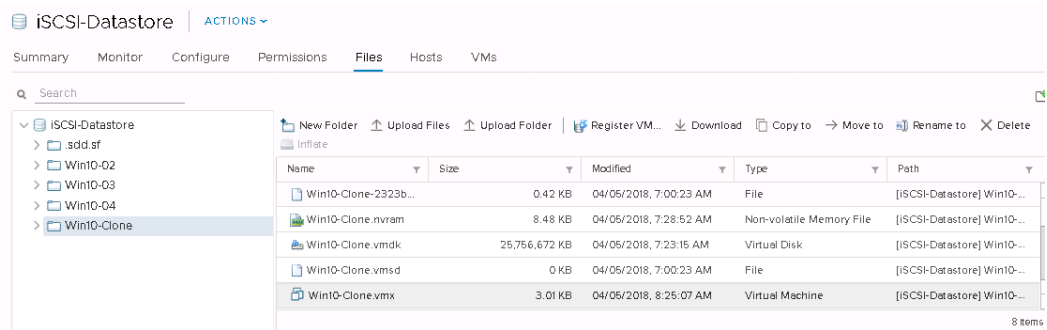 iSCSI-Datastore ACTIONS
Summary Monitor Configure Permissions Files Hosts VMs
Search
iSCSI-Datastore
.sdd.sf
Win10-02
Win10-03
Win10-04
Win10-Clone
New Folder Upload Files Upload Folder Register VM... Download Copy to Move to Rename to Delete
Inflate
Name Size Modified Type Path
Win10-Clone-2323b... 0.42 KB 04/05/2018, 7:00:23 AM File [iSCSI-Datastore] Win10-...
Win10-Clone.nvram 8.48 KB 04/05/2018, 7:28:52 AM Non-volatile Memory File [iSCSI-Datastore] Win10-...
Win10-Clone.vmdk 25,756,672 KB 04/05/2018, 7:23:15 AM Virtual Disk [iSCSI-Datastore] Win10-...
Win10-Clone.vmsd 0 KB 04/05/2018, 7:00:23 AM File [iSCSI-Datastore] Win10-...
Win10-Clone.vmx 3.01 KB 04/05/2018, 8:25:07 AM Virtual Machine [iSCSI-Datastore] Win10-...
8 items